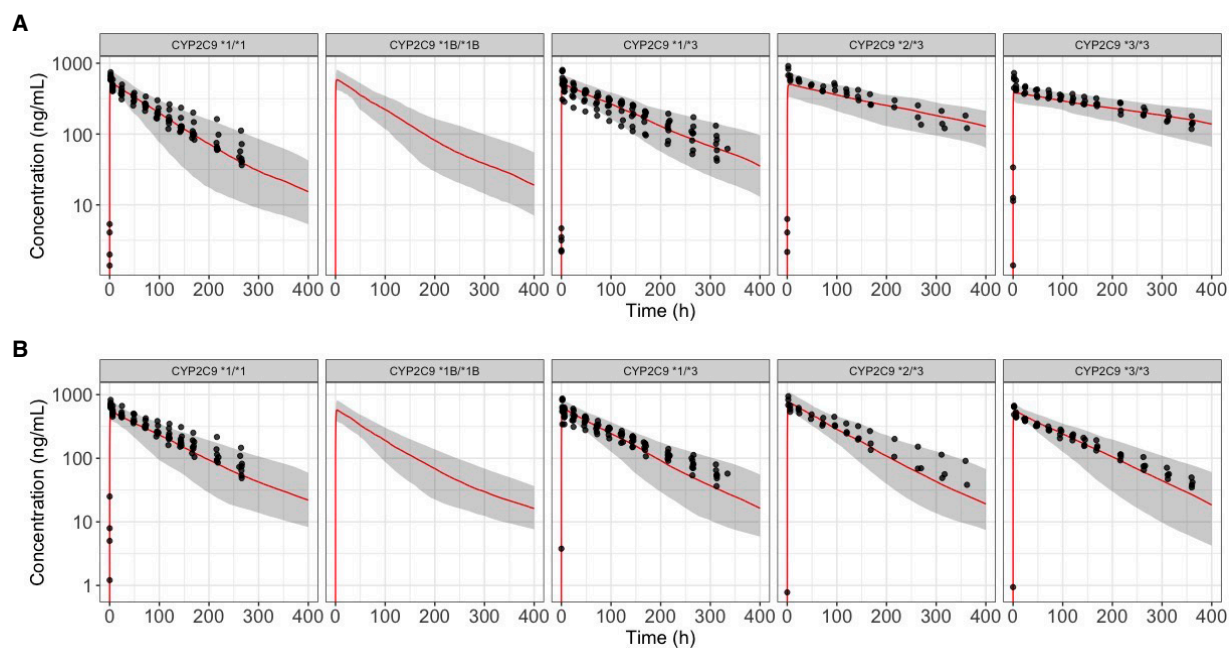 A
CYP2C9 *1/*1 CYP2C9 *1B/*1B CYP2C9 *1/*3 CYP2C9 *2/*3 CYP2C9 *3/*3
Concentration (ng/mL)
1000
100
10
0 100 200 300 400 0 100 200 300 400 0 100 200 300 400 0 100 200 300 400 0 100 200 300 400
Time (h)
B
CYP2C9 *1/*1 CYP2C9 *1B/*1B CYP2C9 *1/*3 CYP2C9 *2/*3 CYP2C9 *3/*3
Concentration (ng/mL)
1000
100
10
1
0 100 200 300 400 0 100 200 300 400 0 100 200 300 400 0 100 200 300 400 0 100 200 300 400
Time (h)